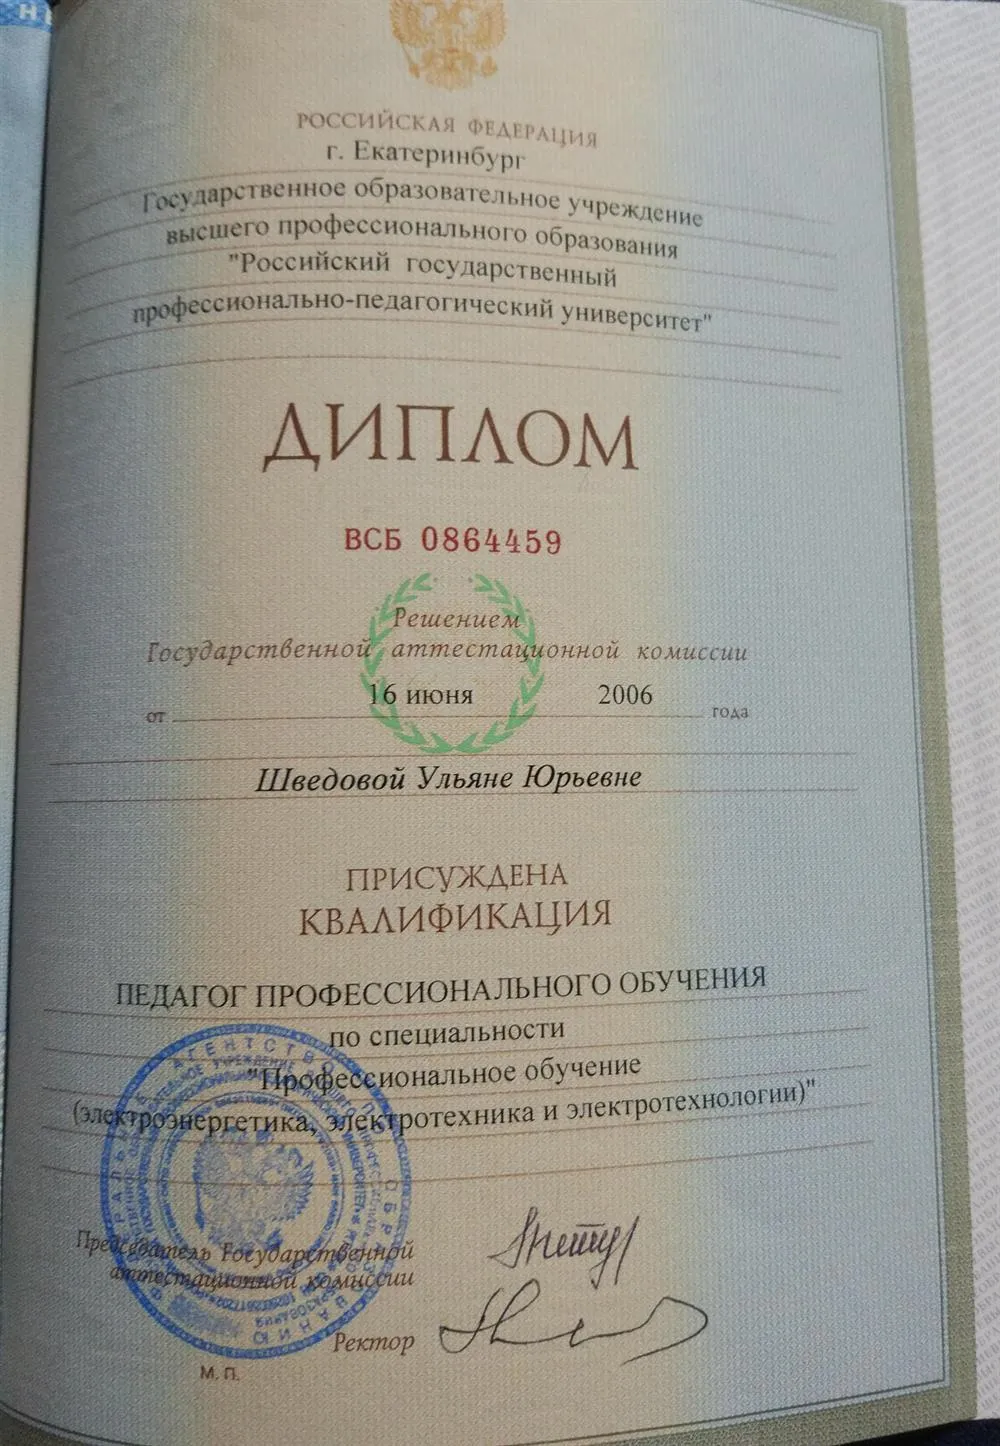 РОССИЙСКАЯ ФЕДЕРАЦИЯ
г. Екатеринбург
Государственное образовательное учреждение
высшего профессионального образования
"Российский государственный
профессионально-педагогический университет"
ДИПЛОМ
ВСБ 0864459
Решением
Государственной аттестационной комиссии
от 16 июня 2006 года
Шведовой Ульяне Юрьевне
ПРИСУЖДЕНА
КВАЛИФИКАЦИЯ
ПЕДАГОГ ПРОФЕССИОНАЛЬНОГО ОБУЧЕНИЯ
по специальности
"Профессиональное обучение
(электроэнергетика, электротехника и электротехнологии)"
Председатель Государственной
аттестационной комиссии
Ректор
М. П.